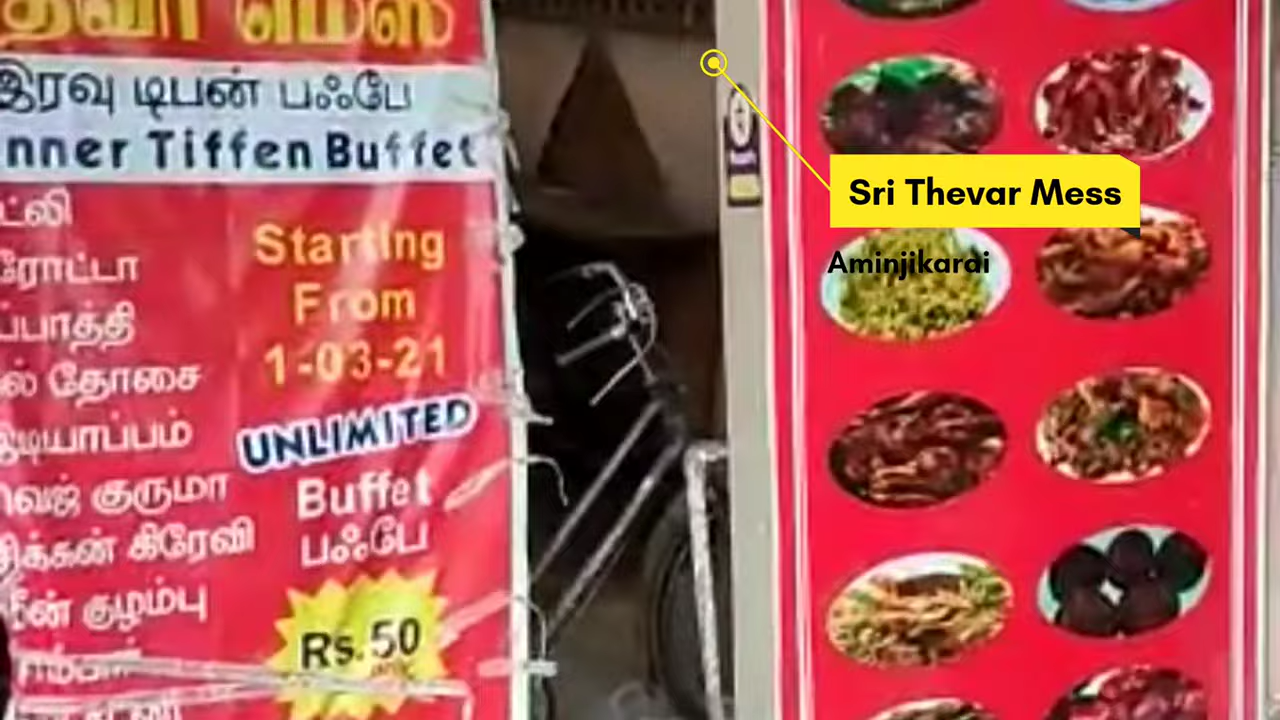 மெஸ்
இரவு டிபன் பஃபே
nner Tiffen Buffet
ட்லி
ரோட்டா
ப்பாத்தி
ல் தோசை
டியாப்பம்
வெஜ் குருமா
சிக்கன் கிரேவி
மீன் குழம்பு
Starting
From
1-03-21
UNLIMITED
Buffet
பஃபே
Rs. 50
Sri Thevar Mess
Aminjikarai